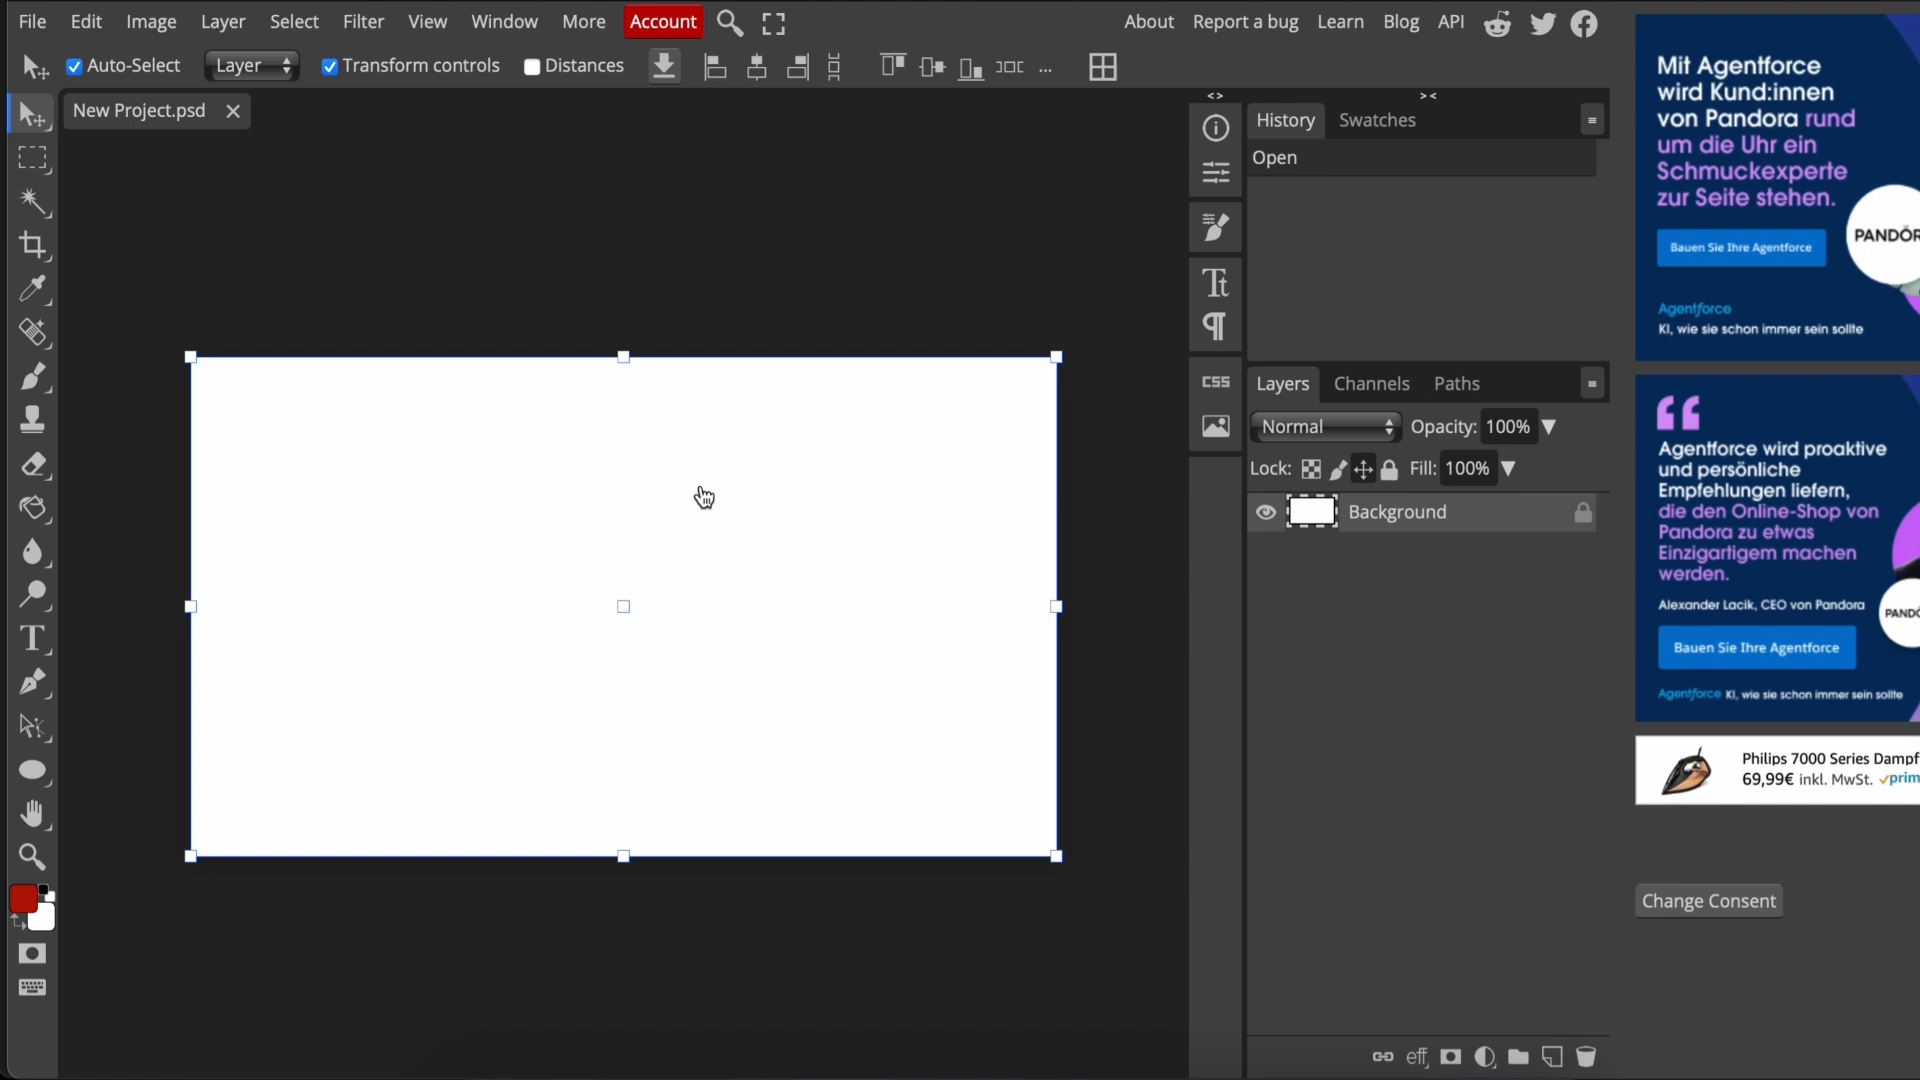 File Edit Image Layer Select Filter View Window More Account About Report a bug Learn Blog API
Auto-Select Layer Transform controls Distances ...
New Project.psd
History Swatches
Open
CSS
Layers Channels Paths
Normal Opacity: 100%
Lock: Fill: 100%
Background
eff
Mit Agentforce
wird Kund:innen
von Pandora rund
um die Uhr ein
Schmuckexperte
zur Seite stehen.
Bauen Sie Ihre Agentforce
Agentforce
KI, wie sie schon immer sein sollte
Agentforce wird proaktive
und persönliche
Empfehlungen liefern,
die den Online-Shop von
Pandora zu etwas
Einzigartigem machen
werden.
Alexander Lacik, CEO von Pandora
Bauen Sie Ihre Agentforce
Agentforce KI, wie sie schon immer sein sollte
Philips 7000 Series Dampf
69,99€ inkl. MwSt. prim
Change Consent